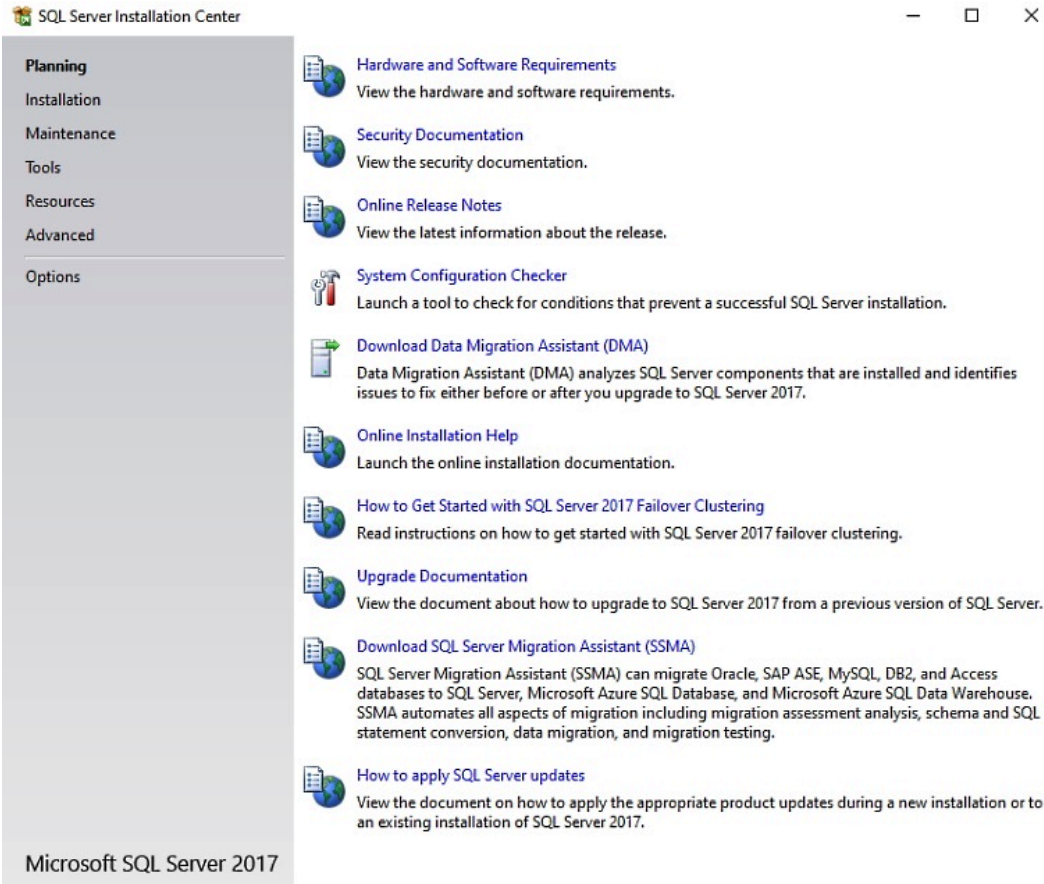 SQL Server Installation Center
Planning
Installation
Maintenance
Tools
Resources
Advanced
Options
Microsoft SQL Server 2017
Hardware and Software Requirements
View the hardware and software requirements.
Security Documentation
View the security documentation.
Online Release Notes
View the latest information about the release.
System Configuration Checker
Launch a tool to check for conditions that prevent a successful SQL Server installation.
Download Data Migration Assistant (DMA)
Data Migration Assistant (DMA) analyzes SQL Server components that are installed and identifies
issues to fix either before or after you upgrade to SQL Server 2017.
Online Installation Help
Launch the online installation documentation.
How to Get Started with SQL Server 2017 Failover Clustering
Read instructions on how to get started with SQL Server 2017 failover clustering.
Upgrade Documentation
View the document about how to upgrade to SQL Server 2017 from a previous version of SQL Server.
Download SQL Server Migration Assistant (SSMA)
SQL Server Migration Assistant (SSMA) can migrate Oracle, SAP ASE, MySQL, DB2, and Access
databases to SQL Server, Microsoft Azure SQL Database, and Microsoft Azure SQL Data Warehouse.
SSMA automates all aspects of migration including migration assessment analysis, schema and SQL
statement conversion, data migration, and migration testing.
How to apply SQL Server updates
View the document on how to apply the appropriate product updates during a new installation or to
an existing installation of SQL Server 2017.